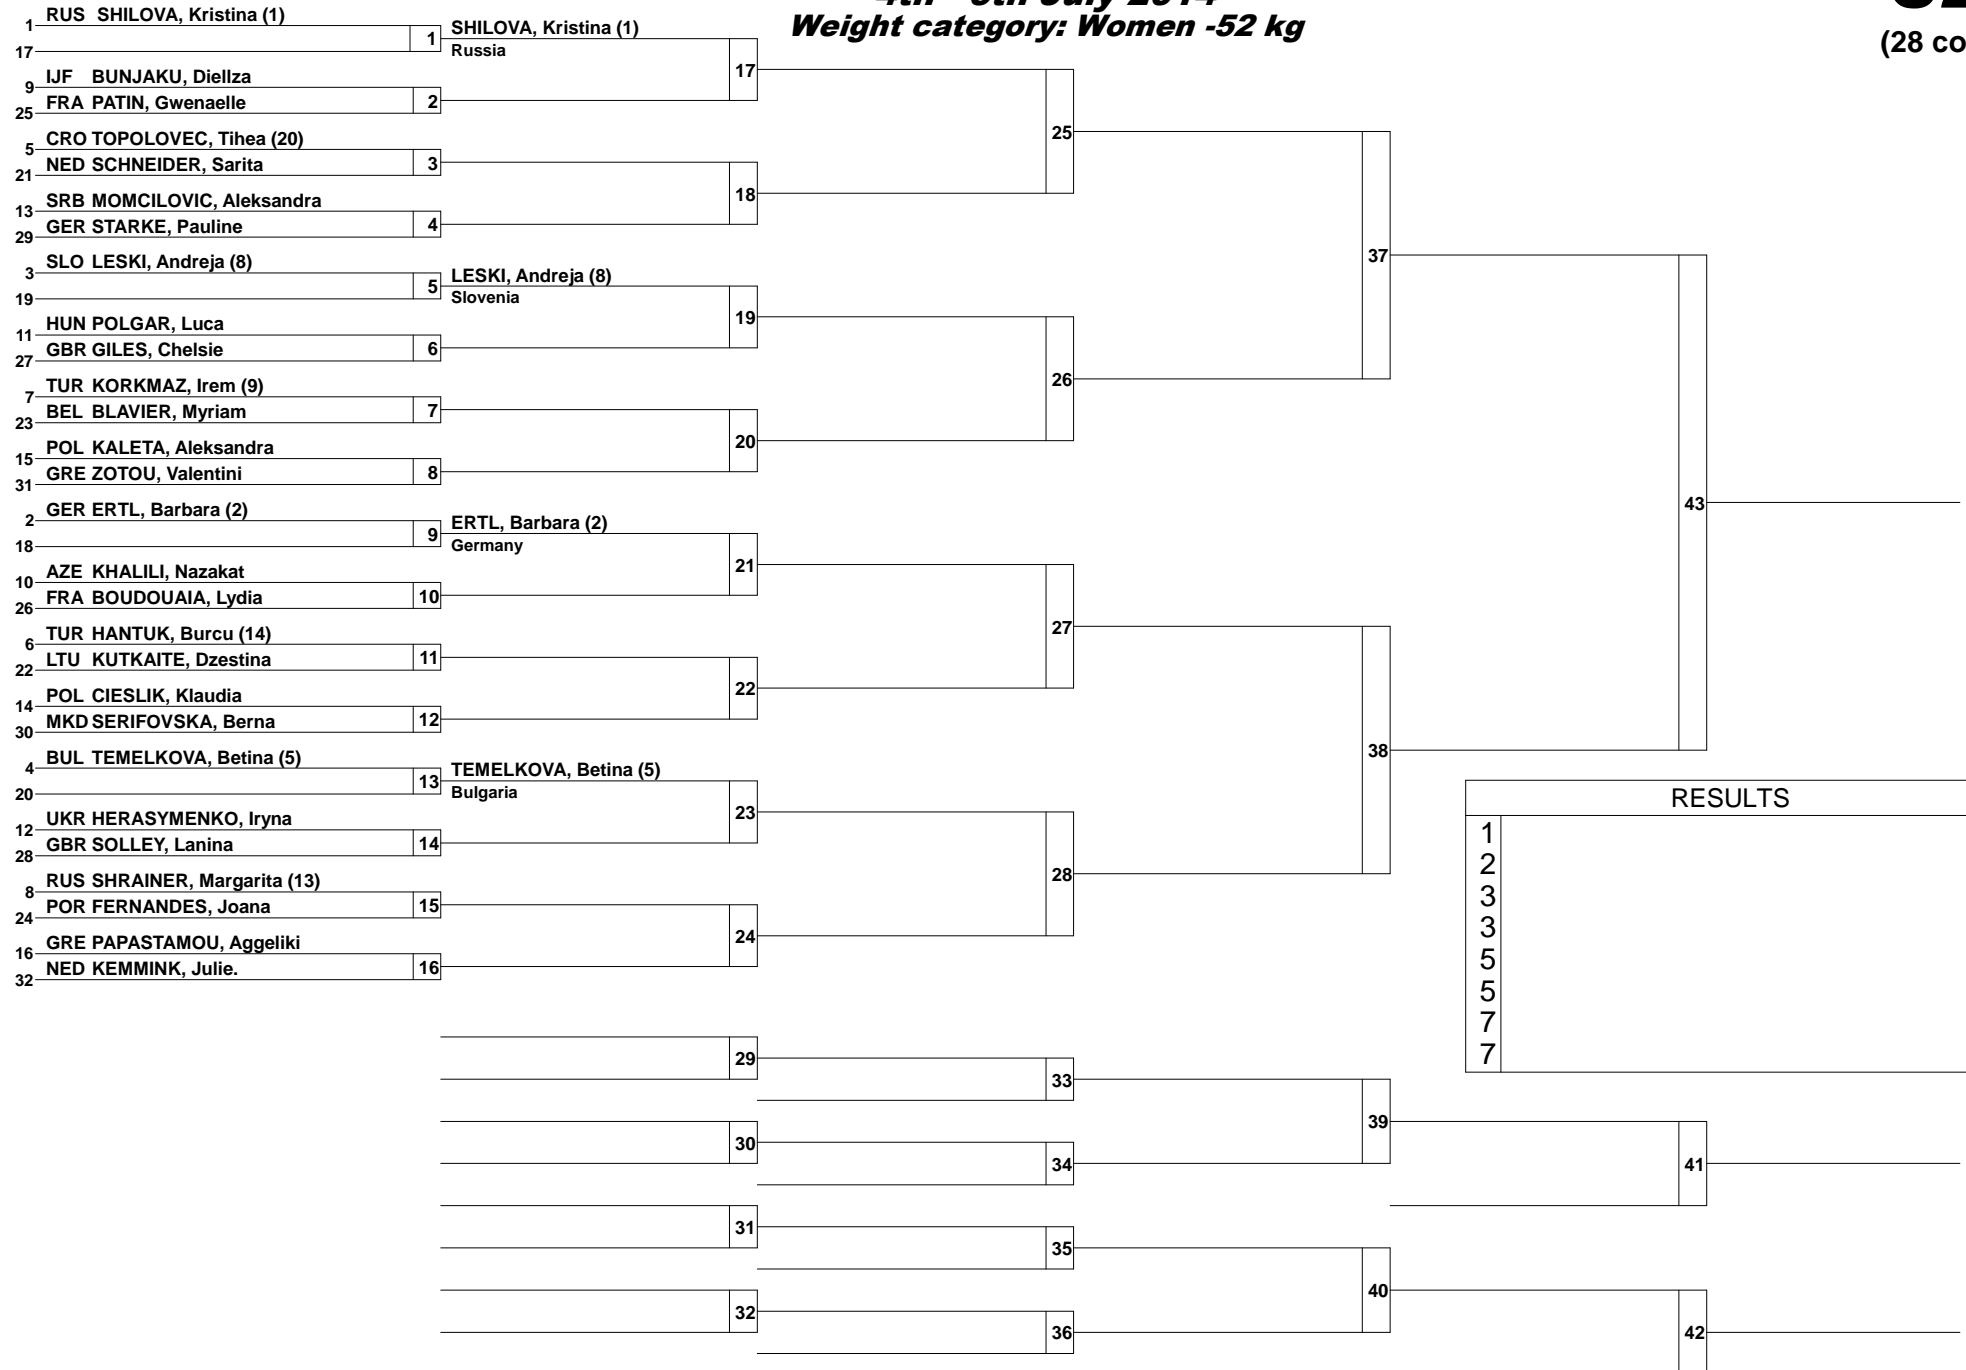 Weight category: Women -52 kg
(28 co
1 RUS SHILOVA, Kristina (1)
17
1 SHILOVA, Kristina (1)
Russia
9 IJF BUNJAKU, Diellza
25 FRA PATIN, Gwenaelle
2
17
5 CRO TOPOLOVEC, Tihea (20)
21 NED SCHNEIDER, Sarita
3
13 SRB MOMCILOVIC, Aleksandra
29 GER STARKE, Pauline
4
18
25
3 SLO LESKI, Andreja (8)
19
5 LESKI, Andreja (8)
Slovenia
11 HUN POLGAR, Luca
27 GBR GILES, Chelsie
6
19
7 TUR KORKMAZ, Irem (9)
23 BEL BLAVIER, Myriam
7
15 POL KALETA, Aleksandra
31 GRE ZOTOU, Valentini
8
20
26
37
2 GER ERTL, Barbara (2)
18
9 ERTL, Barbara (2)
Germany
10 AZE KHALILI, Nazakat
26 FRA BOUDOUAIA, Lydia
10
21
6 TUR HANTUK, Burcu (14)
22 LTU KUTKAITE, Dzestina
11
14 POL CIESLIK, Klaudia
30 MKD SERIFOVSKA, Berna
12
22
27
4 BUL TEMELKOVA, Betina (5)
20
13 TEMELKOVA, Betina (5)
Bulgaria
12 UKR HERASYMENKO, Iryna
28 GBR SOLLEY, Lanina
14
23
8 RUS SHRAINER, Margarita (13)
24 POR FERNANDES, Joana
15
16 GRE PAPASTAMOU, Aggeliki
32 NED KEMMINK, Julie.
16
24
28
38
43
RESULTS
1
2
3
3
5
5
7
7
29
33
30
34
39
41
31
35
32
36
40
42